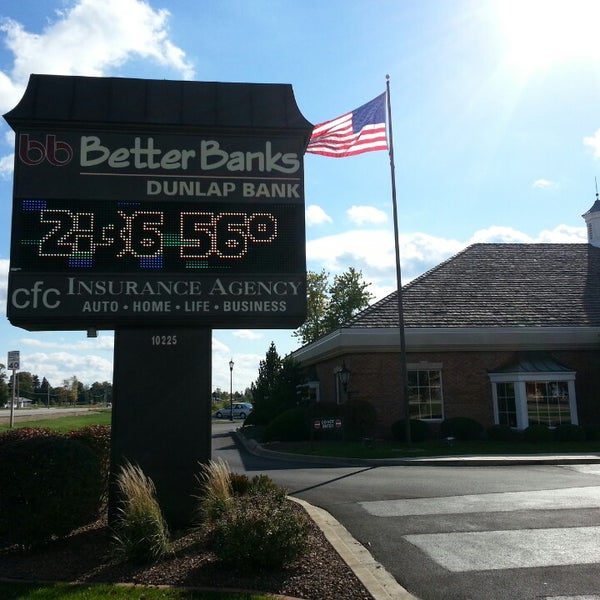 bb Better Banks
DUNLAP BANK
2:36 56°
cfc INSURANCE AGENCY
AUTO • HOME • LIFE • BUSINESS
10225